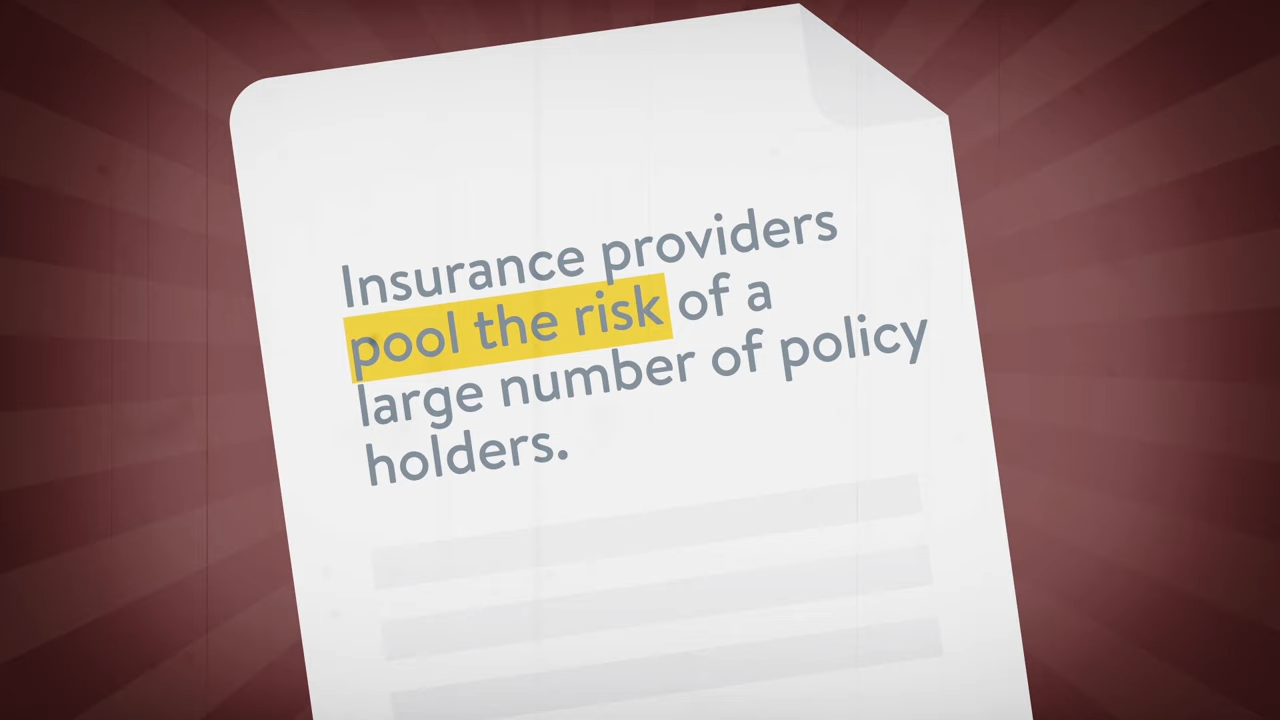 Insurance providers
pool the risk of a
large number of policy
holders.